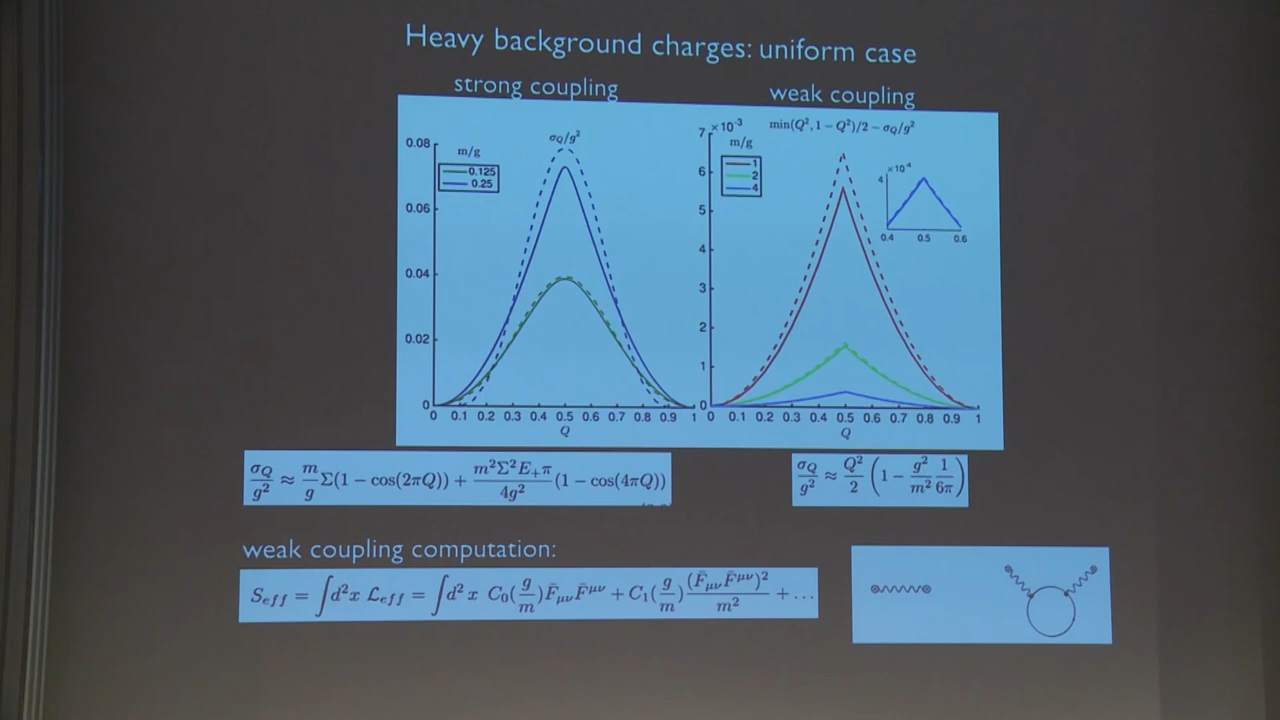 Heavy background charges: uniform case
strong coupling
weak coupling
σ_Q/g²
m/g
0.125
0.25
0.08
0.06
0.04
0.02
0
0 0.1 0.2 0.3 0.4 0.5 0.6 0.7 0.8 0.9 1
Q
×10⁻³
min(Q², 1 − Q²)/2 − σ_Q/g²
m/g
1
2
4
7
6
5
4
3
2
1
0
×10⁻⁴
4
0.4 0.5 0.6
0 0.1 0.2 0.3 0.4 0.5 0.6 0.7 0.8 0.9 1
Q
σ_Q/g² ≈ m/g Σ(1 − cos(2πQ)) + m²Σ²E₊π/4g² (1 − cos(4πQ))
σ_Q/g² ≈ Q²/2 (1 − g²/m² 1/6π)
weak coupling computation:
S_eff = ∫d²x 𝓛_eff = ∫d²x C₀(g/m)F̄_μν F̄^μν + C₁(g/m) (F̄_μν F̄^μν)²/m² + ...